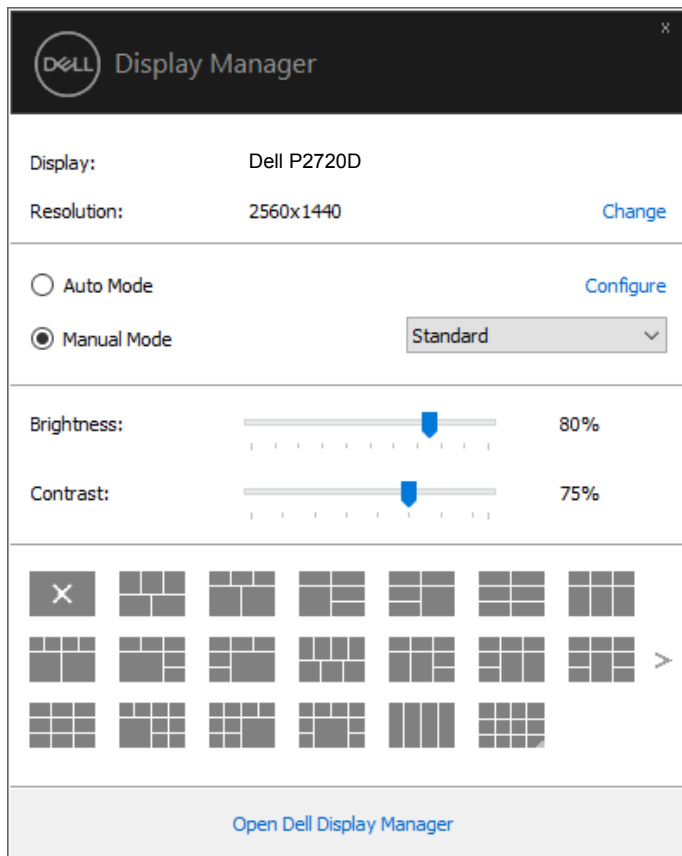 x
DELL Display Manager
Display: Dell P2720D
Resolution: 2560x1440 Change
Auto Mode Configure
Manual Mode Standard
Brightness: 80%
Contrast: 75%
Open Dell Display Manager